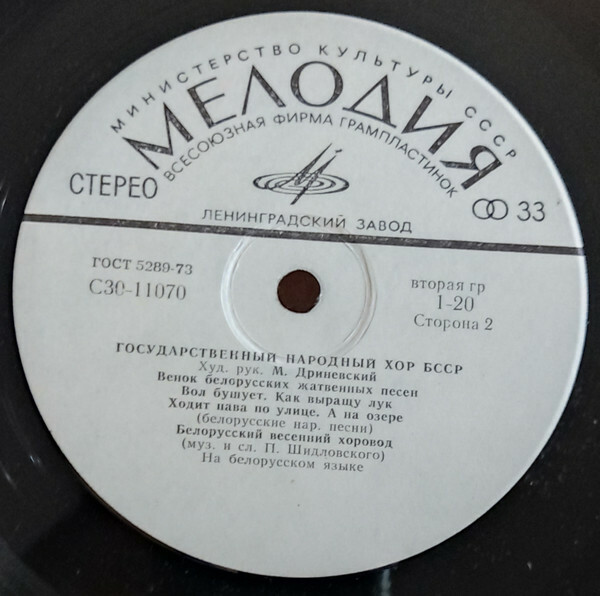 МИНИСТЕРСТВО КУЛЬТУРЫ СССР
МЕЛОДИЯ
ВСЕСОЮЗНАЯ ФИРМА ГРАМПЛАСТИНОК
СТЕРЕО
33
ЛЕНИНГРАДСКИЙ ЗАВОД
ГОСТ 5289-73
С30-11070
вторая гр
1-20
Сторона 2
ГОСУДАРСТВЕННЫЙ НАРОДНЫЙ ХОР БССР
Худ. рук. М. Дриневский
Венок белорусских жатвенных песен
Вол бушует. Как выращу лук
Ходит пава по улице. А на озере
(белорусские нар. песни)
Белорусский весенний хоровод
(муз. и сл. П. Шидловского)
На белорусском языке